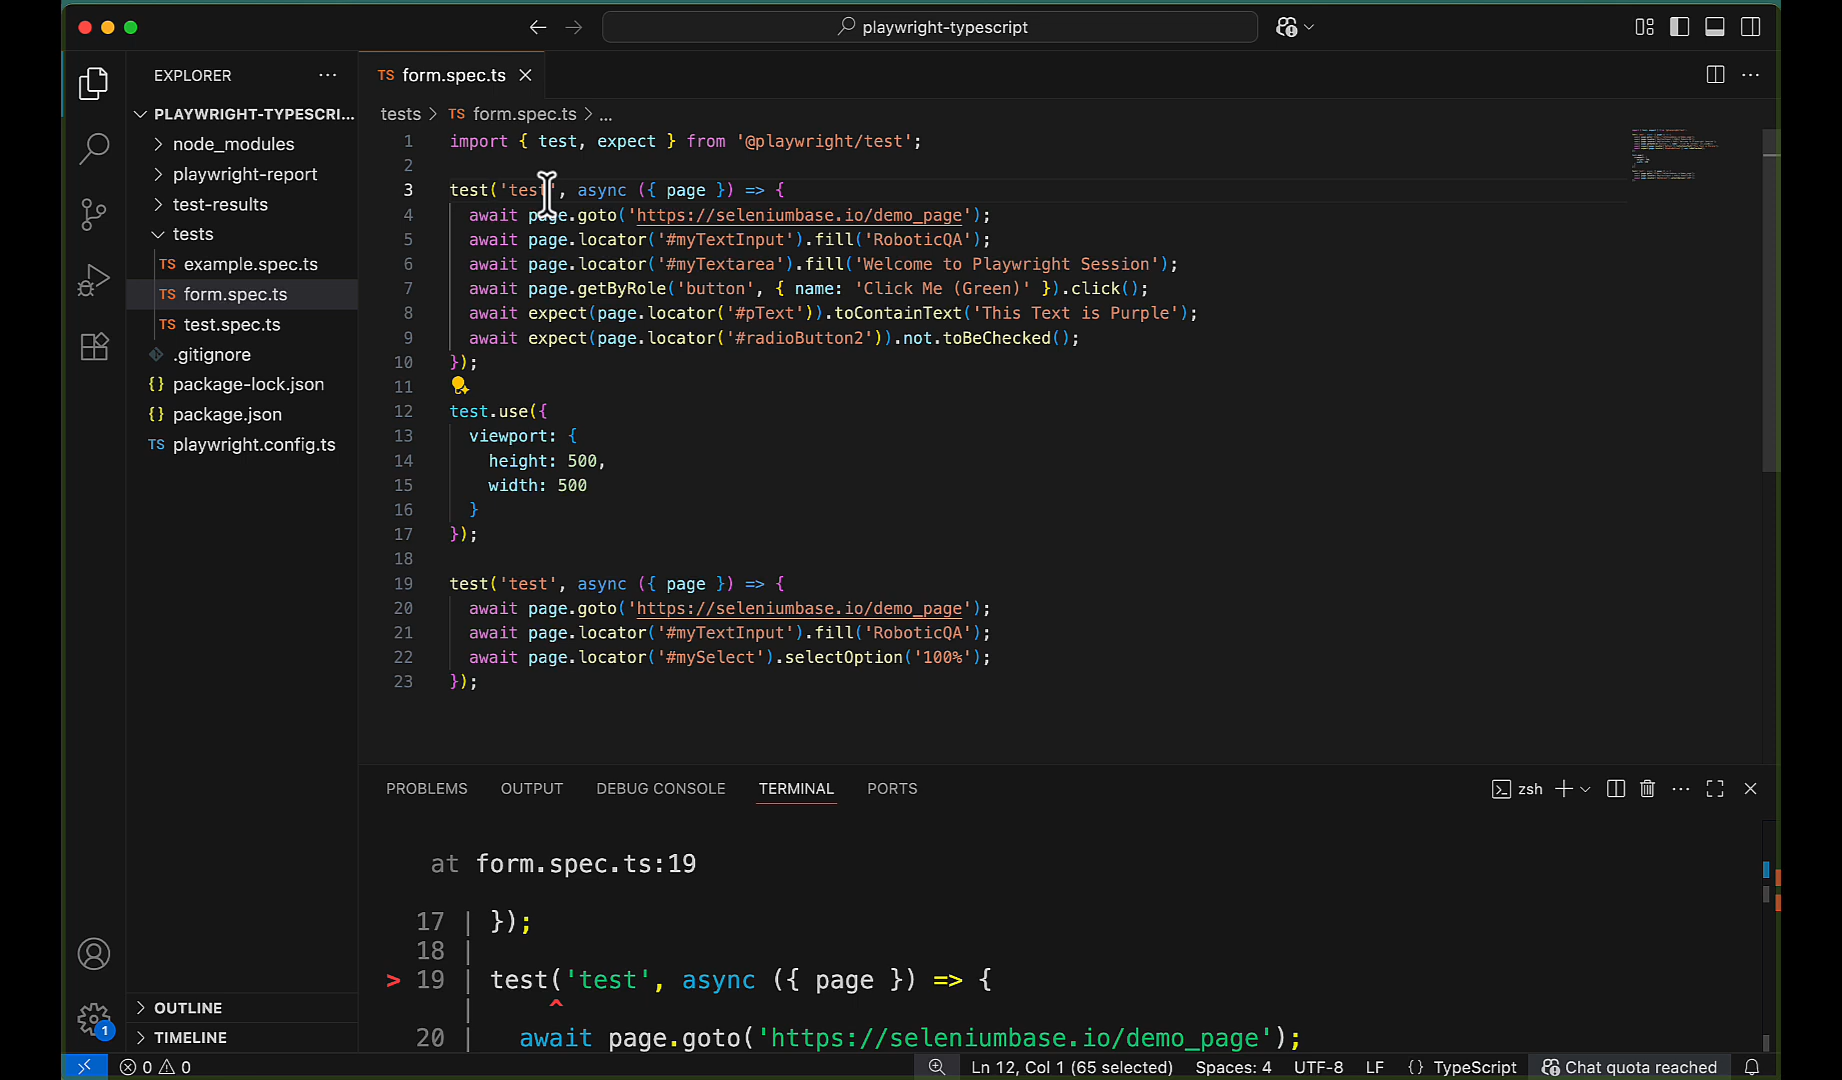 playwright-typescript
EXPLORER
PLAYWRIGHT-TYPESCRI...
node_modules
playwright-report
test-results
tests
TS example.spec.ts
TS form.spec.ts
TS test.spec.ts
.gitignore
{} package-lock.json
{} package.json
TS playwright.config.ts
OUTLINE
TIMELINE
1
TS form.spec.ts
tests > TS form.spec.ts > ...
1 import { test, expect } from '@playwright/test';
2
3 test('test', async ({ page }) => {
4 await page.goto('https://seleniumbase.io/demo_page');
5 await page.locator('#myTextInput').fill('RoboticQA');
6 await page.locator('#myTextarea').fill('Welcome to Playwright Session');
7 await page.getByRole('button', { name: 'Click Me (Green)' }).click();
8 await expect(page.locator('#pText')).toContainText('This Text is Purple');
9 await expect(page.locator('#radioButton2')).not.toBeChecked();
10 });
11
12 test.use({
13 viewport: {
14 height: 500,
15 width: 500
16 }
17 });
18
19 test('test', async ({ page }) => {
20 await page.goto('https://seleniumbase.io/demo_page');
21 await page.locator('#myTextInput').fill('RoboticQA');
22 await page.locator('#mySelect').selectOption('100%');
23 });
PROBLEMS OUTPUT DEBUG CONSOLE TERMINAL PORTS
zsh
at form.spec.ts:19
17 | });
18 |
> 19 | test('test', async ({ page }) => {
| ^
20 | await page.goto('https://seleniumbase.io/demo_page');
0 0
Ln 12, Col 1 (65 selected) Spaces: 4 UTF-8 LF {} TypeScript Chat quota reached